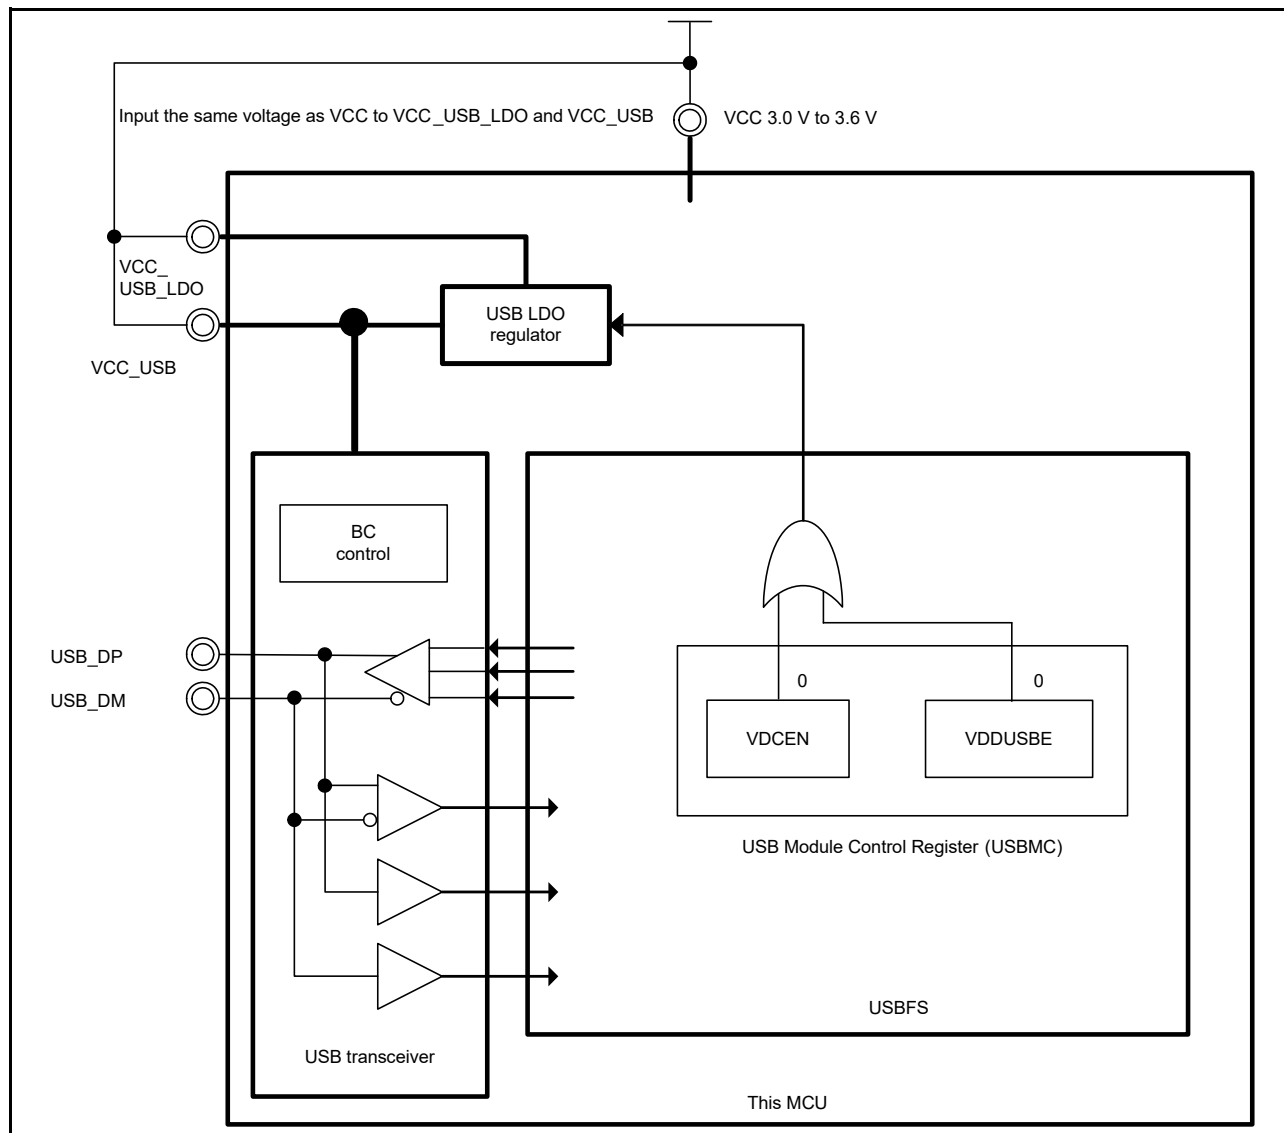 Input the same voltage as VCC to VCC_USB_LDO and VCC_USB
VCC 3.0 V to 3.6 V
VCC_
USB_LDO
USB LDO
regulator
VCC_USB
BC
control
USB_DP
USB_DM
0
0
VDCEN
VDDUSBE
USB Module Control Register (USBMC)
USBFS
USB transceiver
This MCU